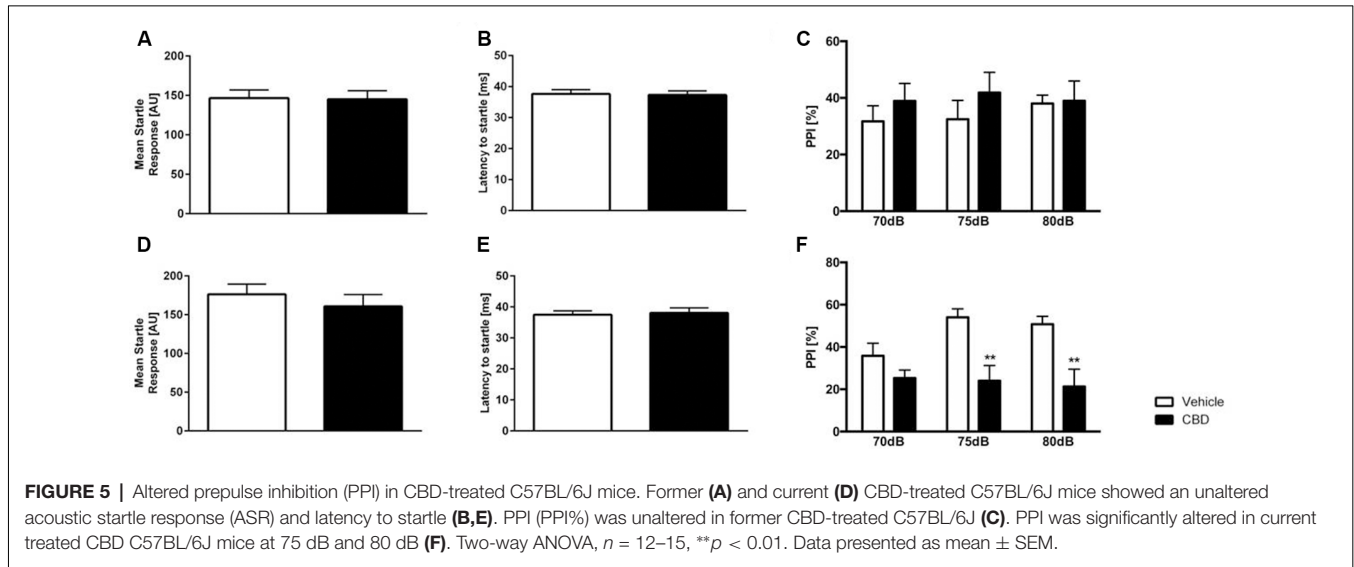 A
Mean Startle
Response [AU]
200
150
100
50
0
B
Latency to startle [ms]
50
40
30
20
10
0
C
PPI [%]
60
40
20
0
70dB 75dB 80dB
D
Mean Startle
Response [AU]
200
150
100
50
0
E
Latency to startle [ms]
50
40
30
20
10
0
F
PPI [%]
80
60
40
20
0
** **
70dB 75dB 80dB
Vehicle
CBD
FIGURE 5 | Altered prepulse inhibition (PPI) in CBD-treated C57BL/6J mice. Former (A) and current (D) CBD-treated C57BL/6J mice showed an unaltered
acoustic startle response (ASR) and latency to startle (B,E). PPI (PPI%) was unaltered in former CBD-treated C57BL/6J (C). PPI was significantly altered in current
treated CBD C57BL/6J mice at 75 dB and 80 dB (F). Two-way ANOVA, n = 12–15, **p < 0.01. Data presented as mean ± SEM.